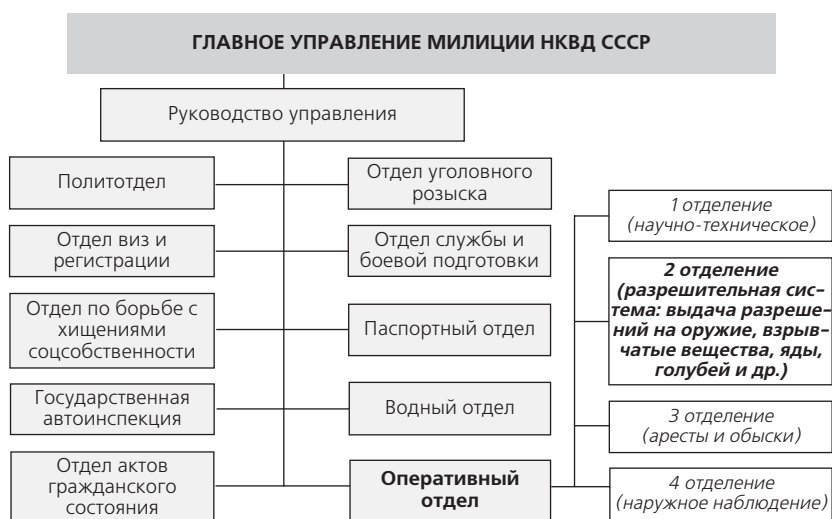 ГЛАВНОЕ УПРАВЛЕНИЕ МИЛИЦИИ НКВД СССР
Руководство управления
Политотдел
Отдел уголовного
розыска
Отдел виз и
регистрации
Отдел службы и
боевой подготовки
Отдел по борьбе с
хищениями
соцсобственности
Паспортный отдел
Государственная
автоинспекция
Водный отдел
Отдел актов
гражданского
состояния
Оперативный
отдел
1 отделение
(научно-техническое)
2 отделение
(разрешительная сис-
тема: выдача разреше-
ний на оружие, взрыв-
чатые вещества, яды,
голубей и др.)
3 отделение
(аресты и обыски)
4 отделение
(наружное наблюдение)